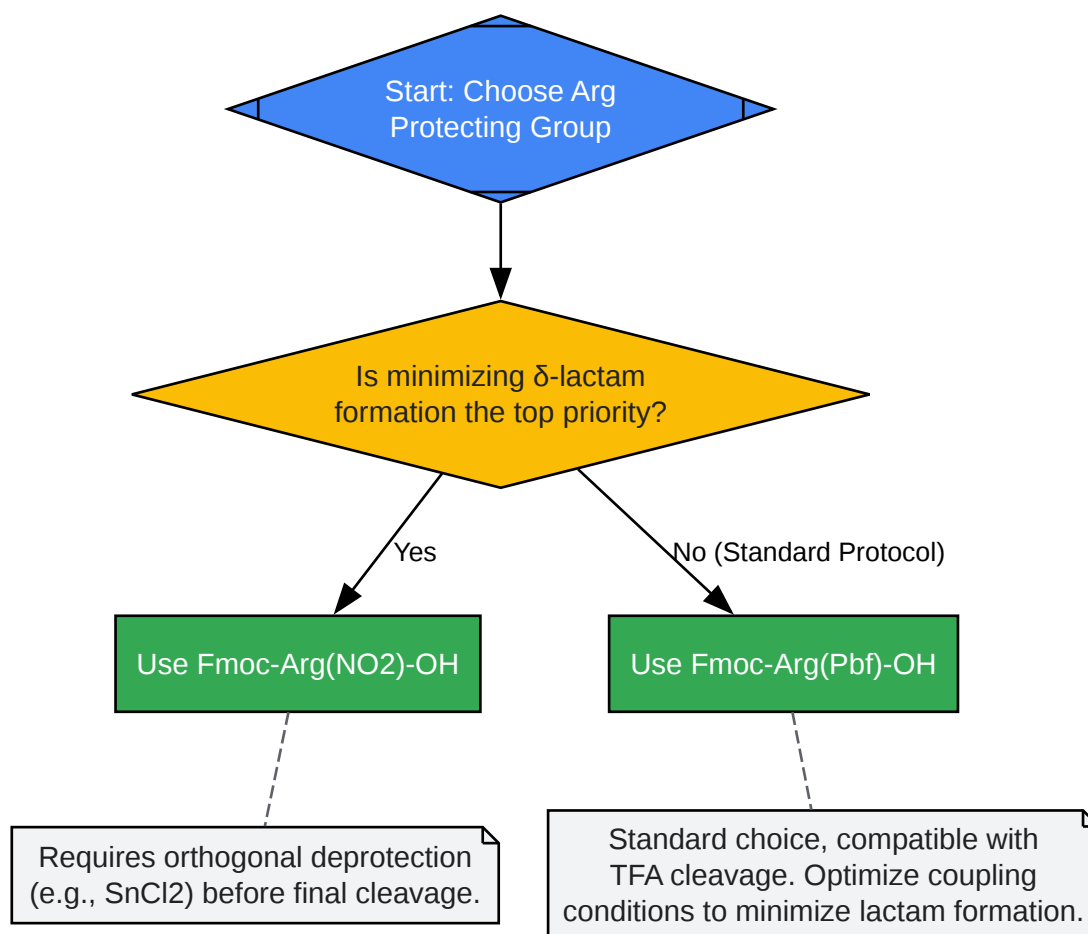 Start: Choose Arg
Protecting Group
Is minimizing δ-lactam
formation the top priority?
Yes
No (Standard Protocol)
Use Fmoc-Arg(NO2)-OH
Use Fmoc-Arg(Pbf)-OH
Requires orthogonal deprotection
(e.g., SnCl2) before final cleavage.
Standard choice, compatible with
TFA cleavage. Optimize coupling
conditions to minimize lactam formation.